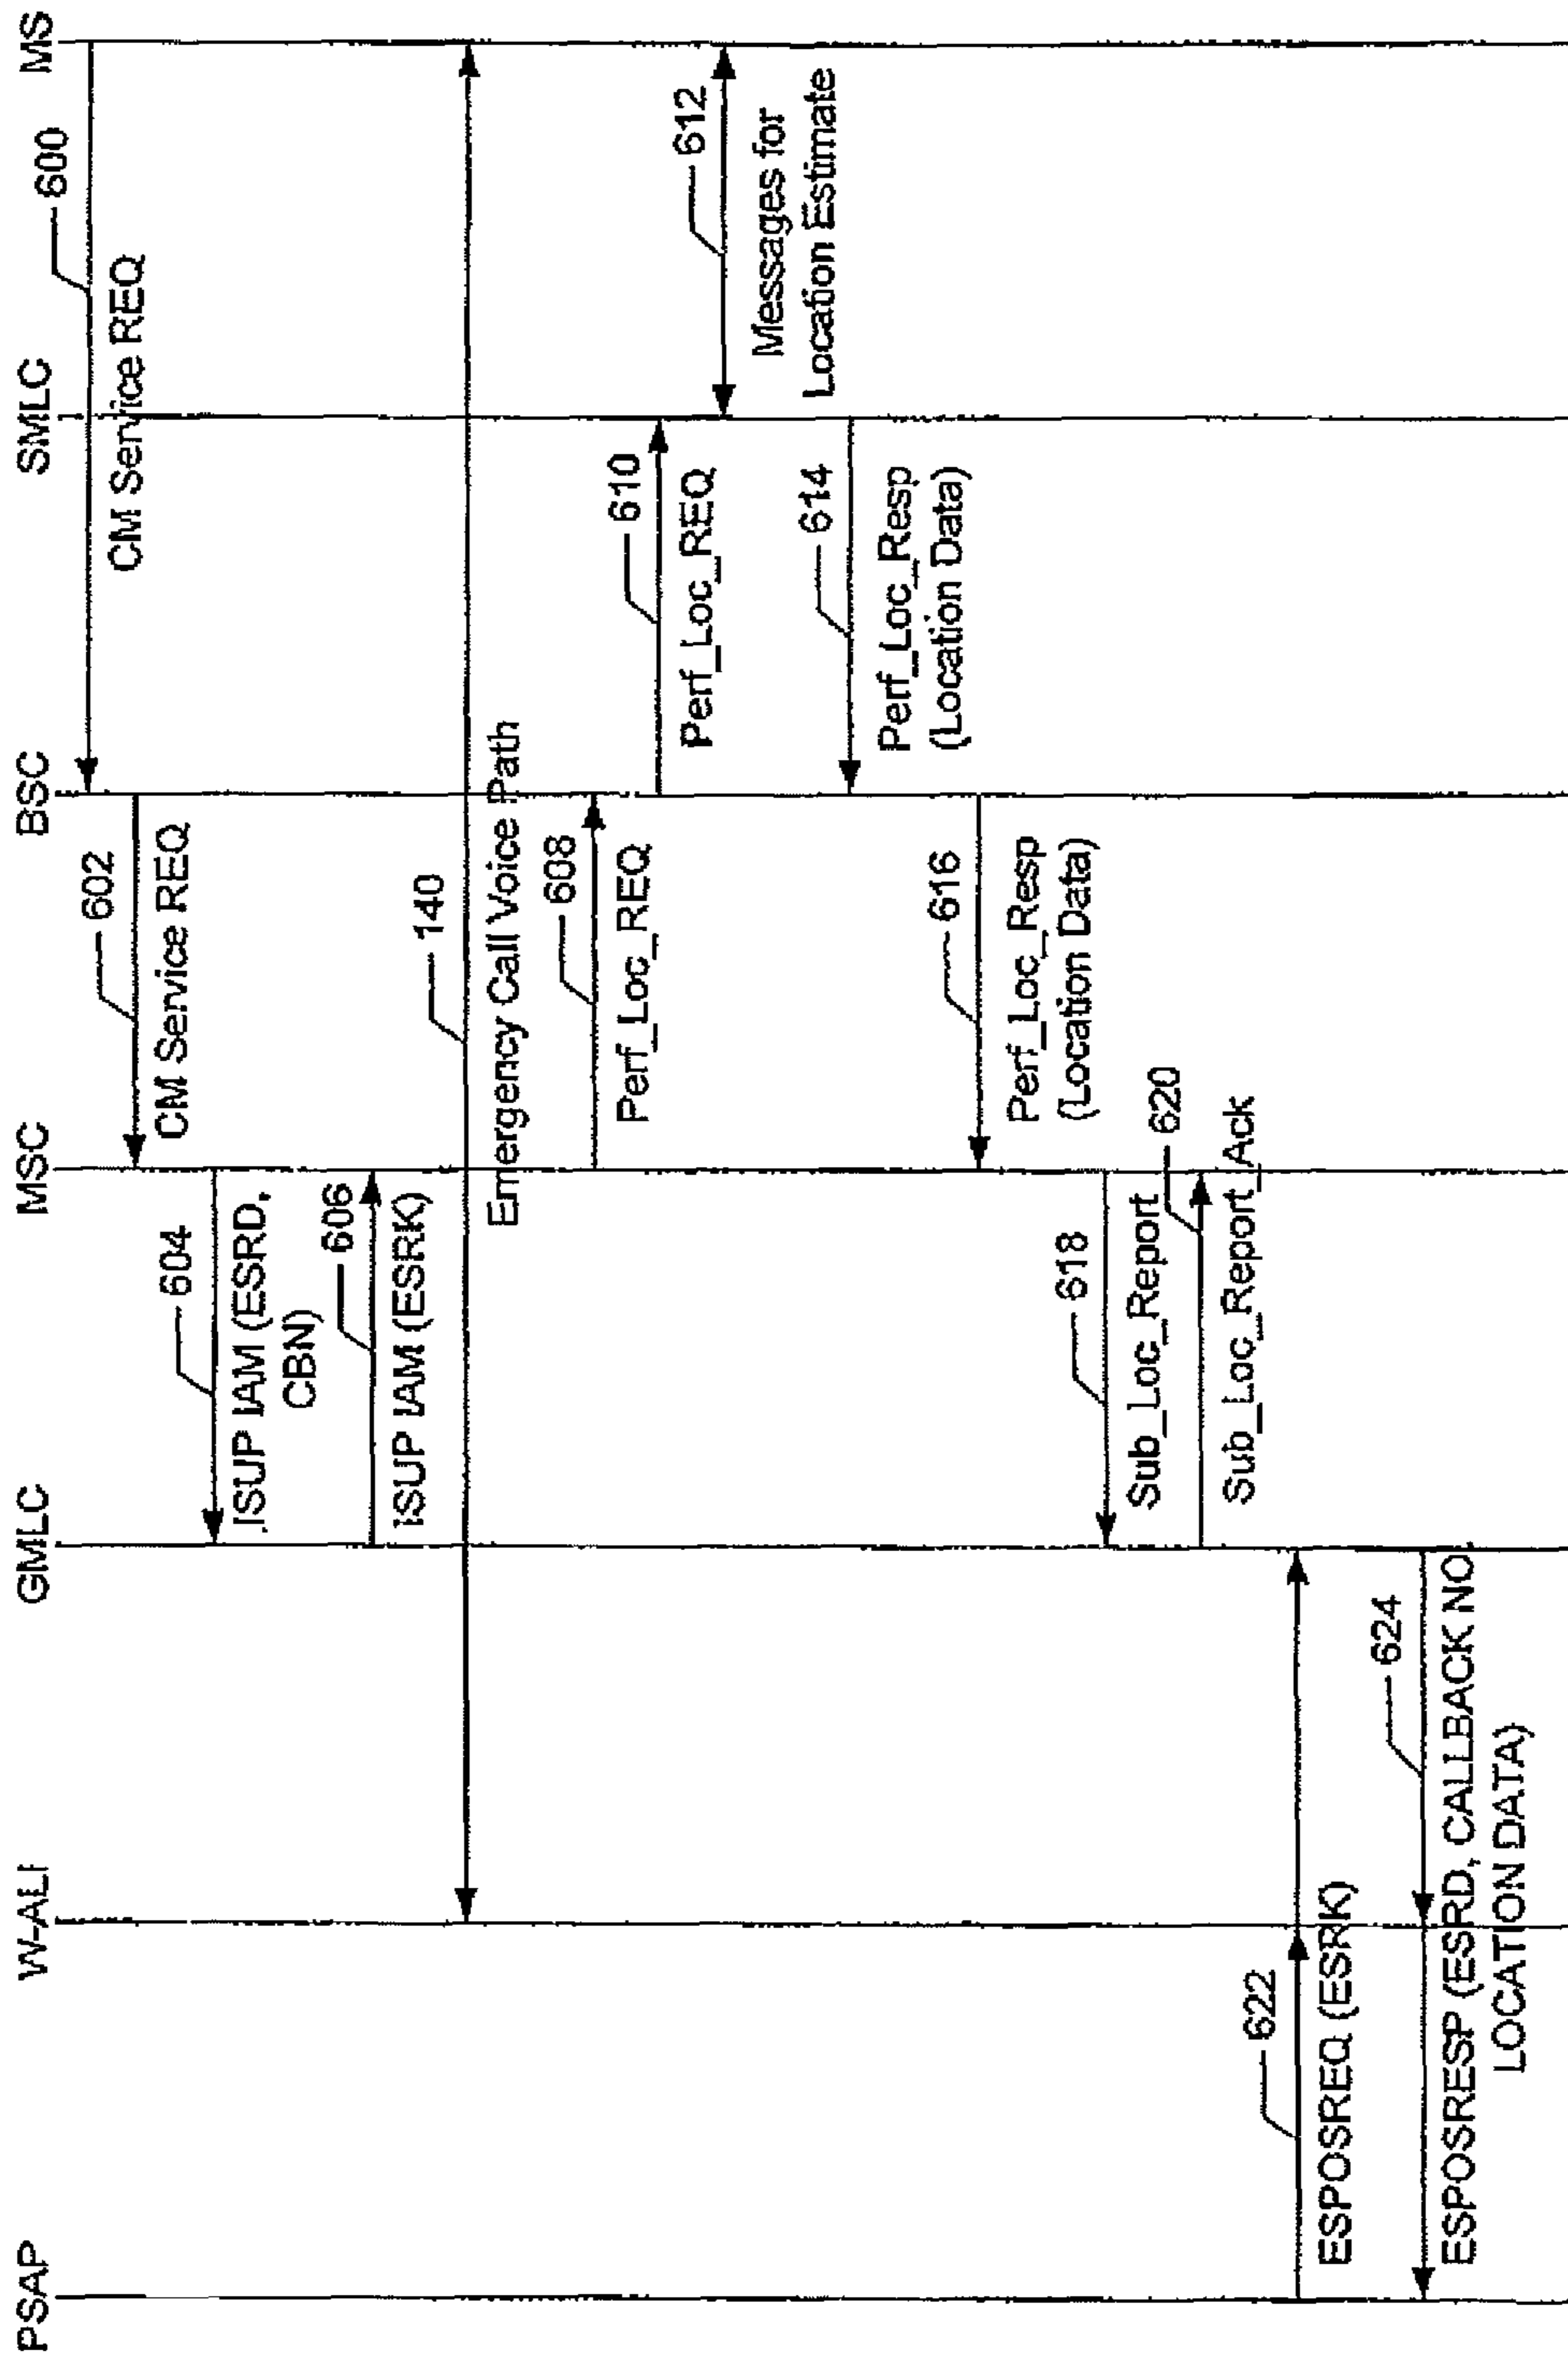 PSAP
W-ALI
GMLC
MSC
BSC
SMLC
MS
600
CM Service REQ
602
CM Service REQ
604
ISUP IAM (ESRD,
CBN)
606
ISUP IAM (ESRK)
140
Emergency Call Voice Path
608
Perf_Loc_REQ
610
Perf_Loc_REQ
612
Messages for
Location Estimate
614
Perf_Loc_Resp
(Location Data)
616
Perf_Loc_Resp
(Location Data)
618
Sub_Loc_Report
620
Sub_Loc_Report_Ack
622
ESPOSREQ (ESRK)
624
ESPOSRESP (ESRD, CALLBACK NO
LOCATION DATA)